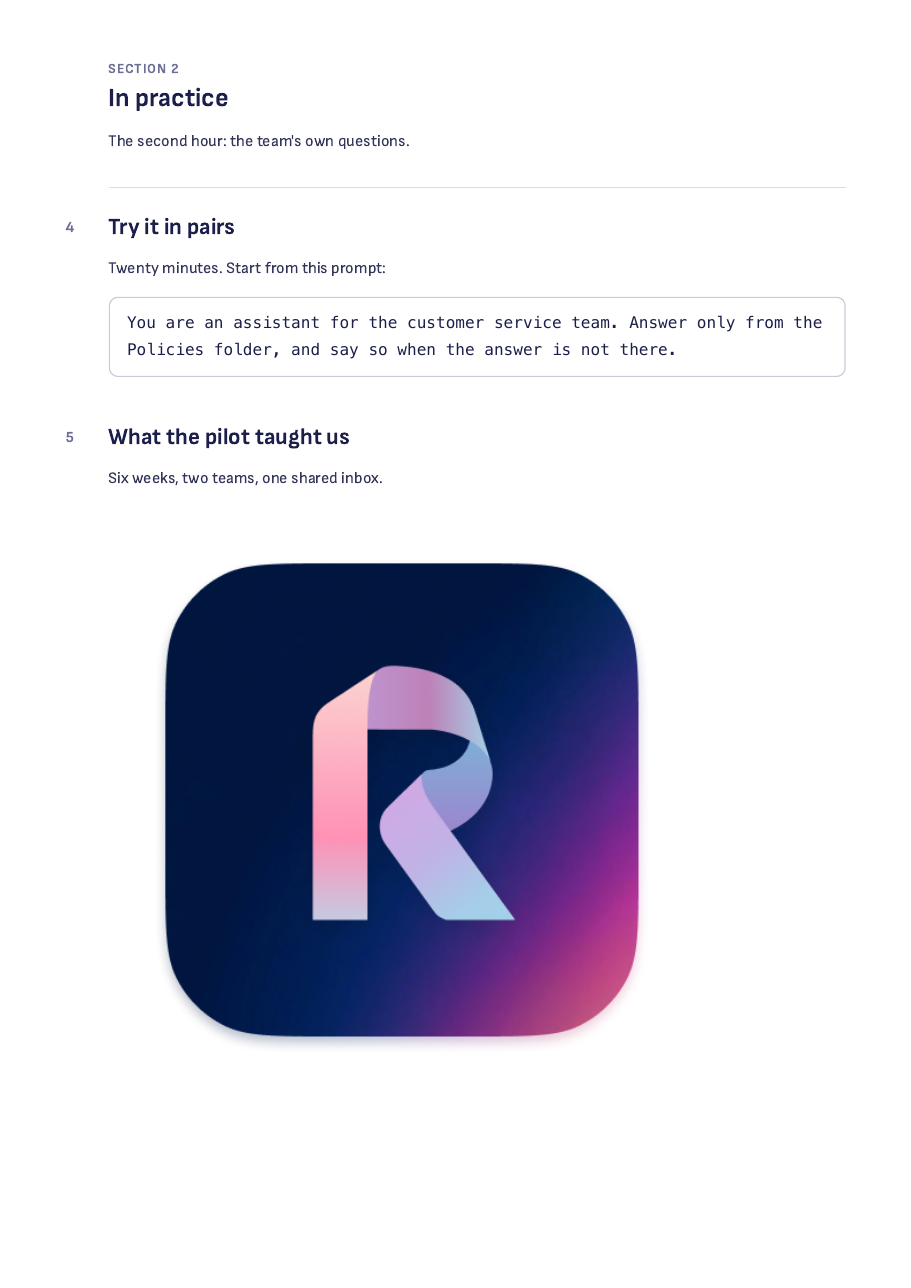 SECTION 2
In practice
The second hour: the team's own questions.
4
Try it in pairs
Twenty minutes. Start from this prompt:
You are an assistant for the customer service team. Answer only from the
Policies folder, and say so when the answer is not there.
5
What the pilot taught us
Six weeks, two teams, one shared inbox.
R